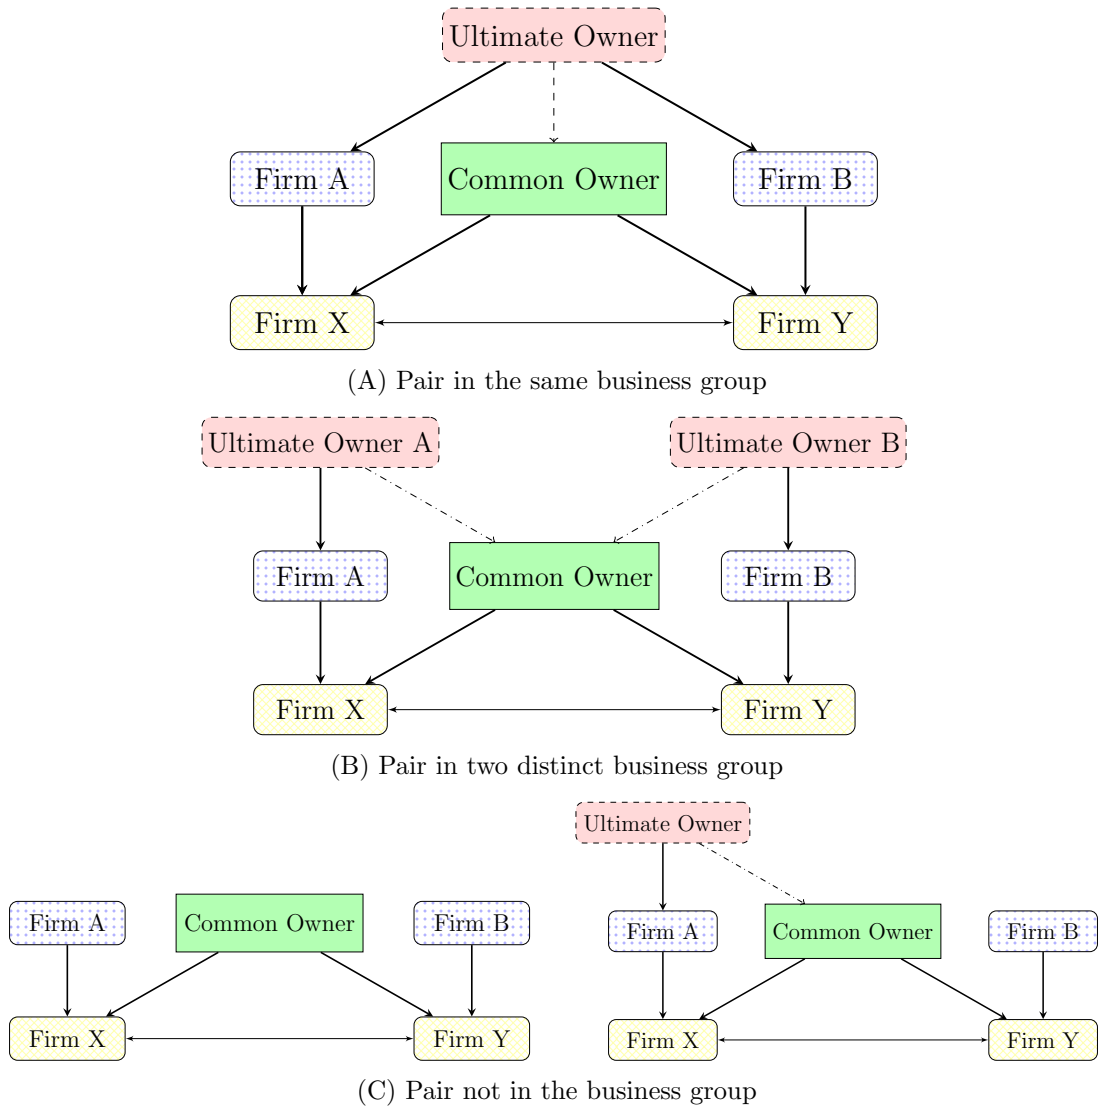 Ultimate Owner
Firm A
Common Owner
Firm B
Firm X
Firm Y
(A) Pair in the same business group
Ultimate Owner A
Ultimate Owner B
Firm A
Common Owner
Firm B
Firm X
Firm Y
(B) Pair in two distinct business group
Firm A
Common Owner
Firm B
Firm X
Firm Y
Ultimate Owner
Firm A
Common Owner
Firm B
Firm X
Firm Y
(C) Pair not in the business group